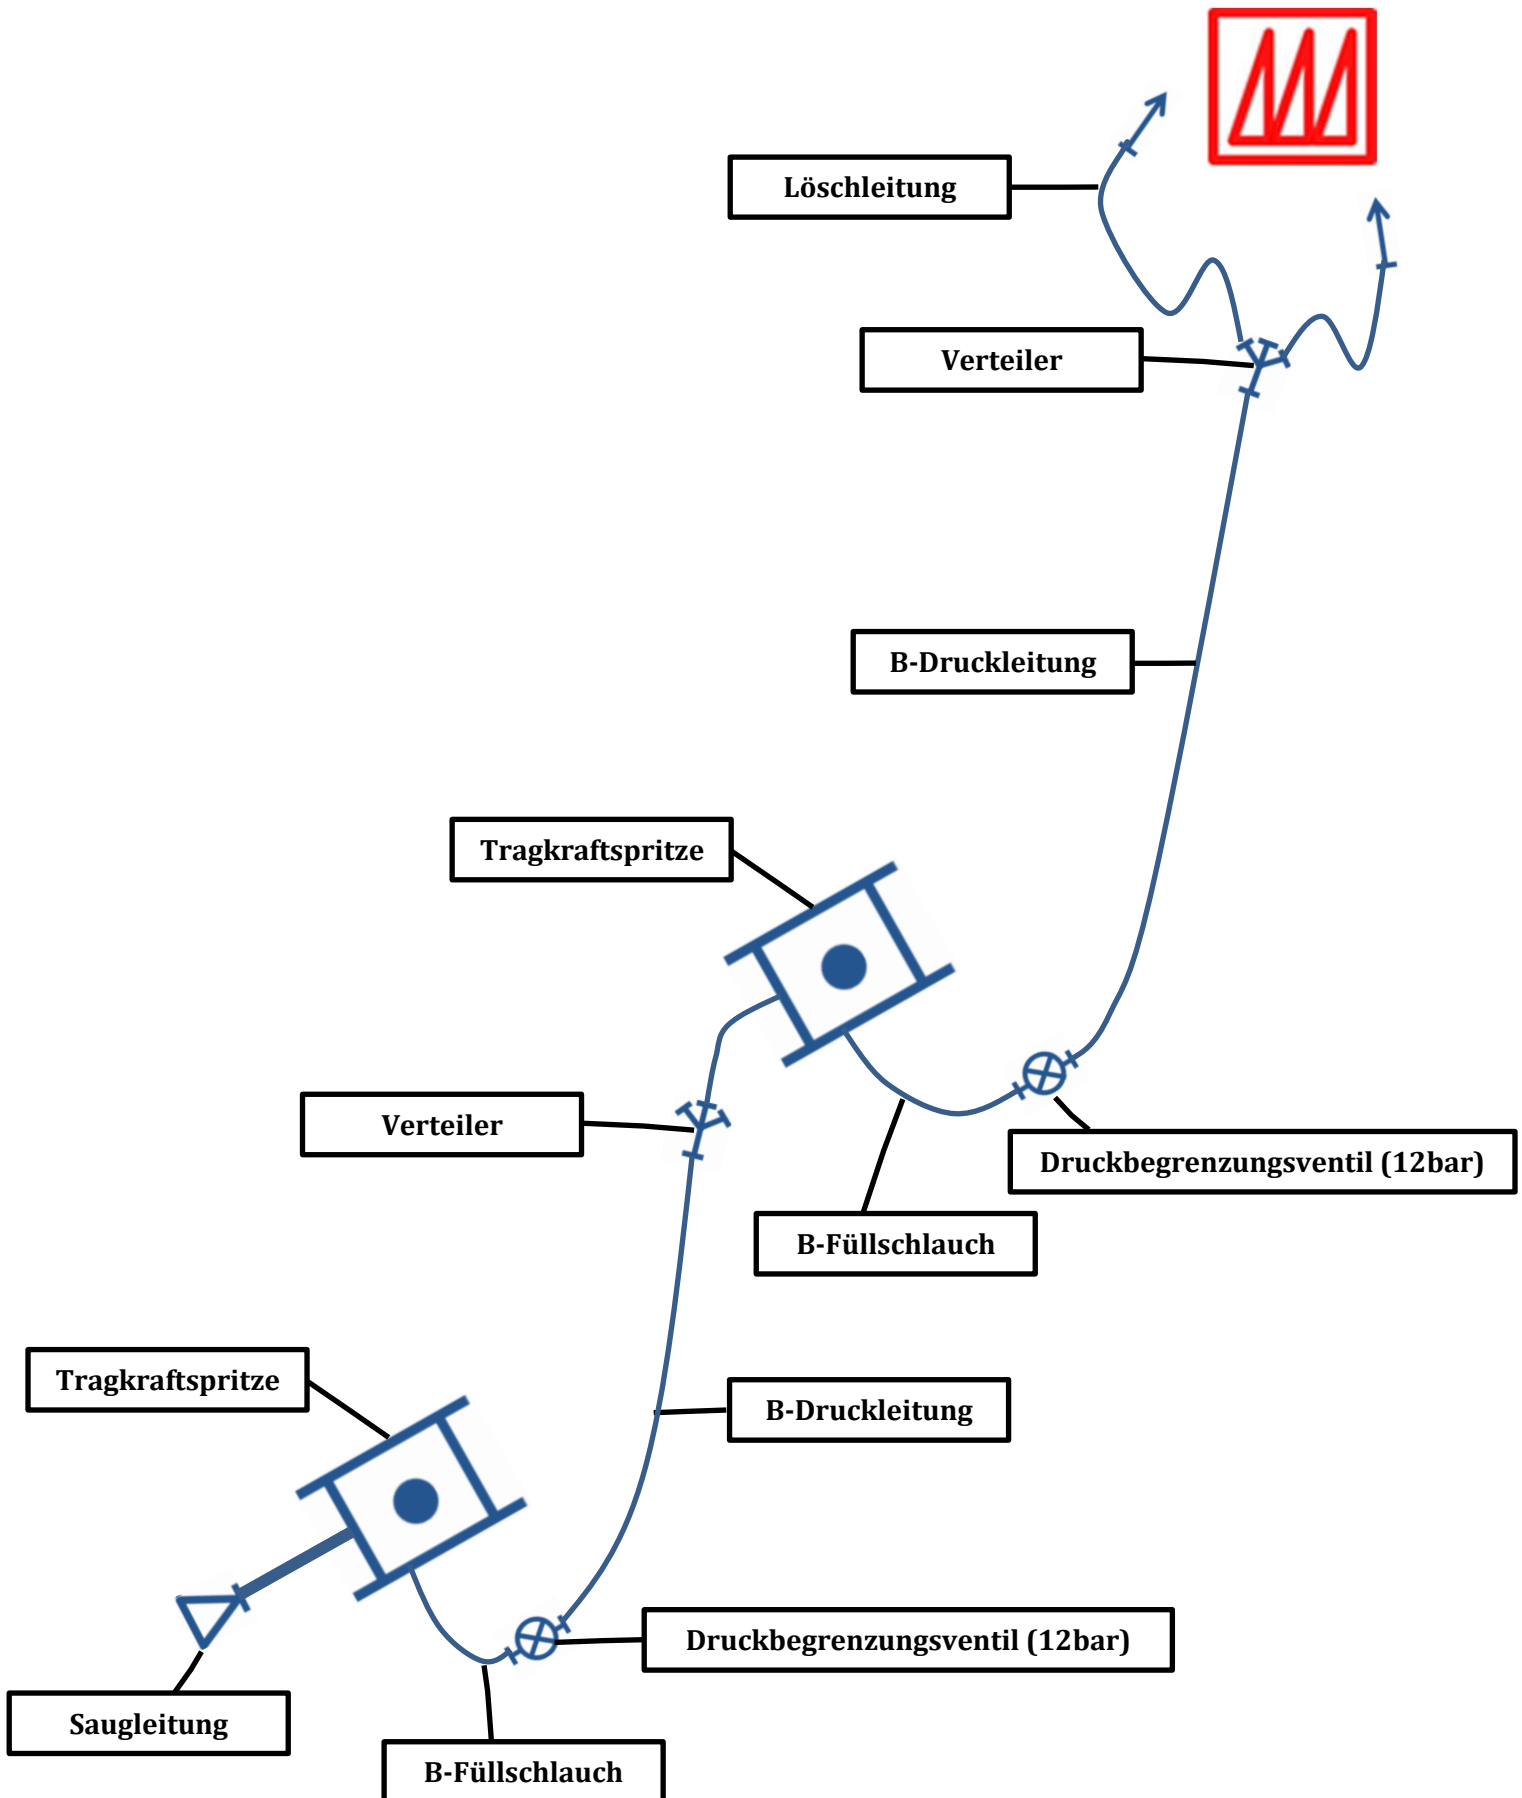 Löschleitung
Verteiler
B-Druckleitung
Tragkraftspritze
Verteiler
Druckbegrenzungsventil (12bar)
B-Füllschlauch
Tragkraftspritze
B-Druckleitung
Druckbegrenzungsventil (12bar)
Saugleitung
B-Füllschlauch